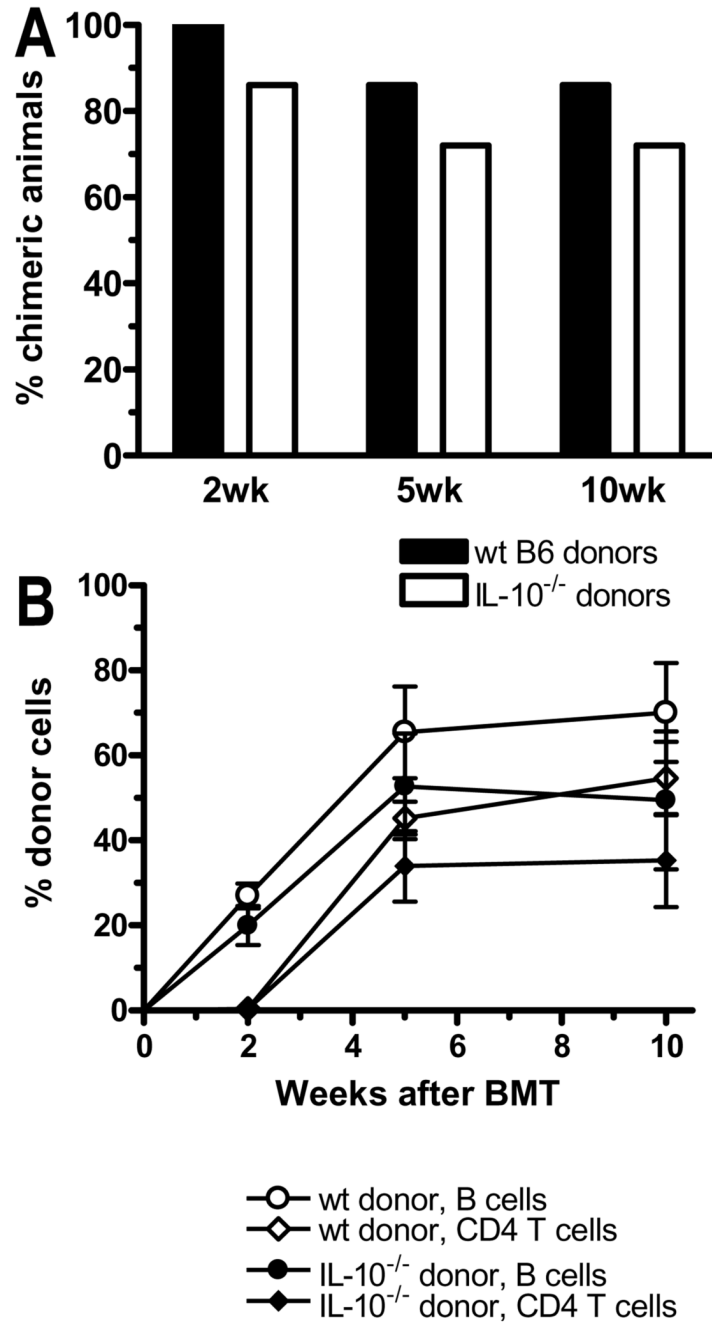 A
% chimeric animals
100
80
60
40
20
0
2wk 5wk 10wk
wt B6 donors
IL-10-/- donors
B
% donor cells
100
80
60
40
20
0
0 2 4 6 8 10
Weeks after BMT
wt donor, B cells
wt donor, CD4 T cells
IL-10-/- donor, B cells
IL-10-/- donor, CD4 T cells